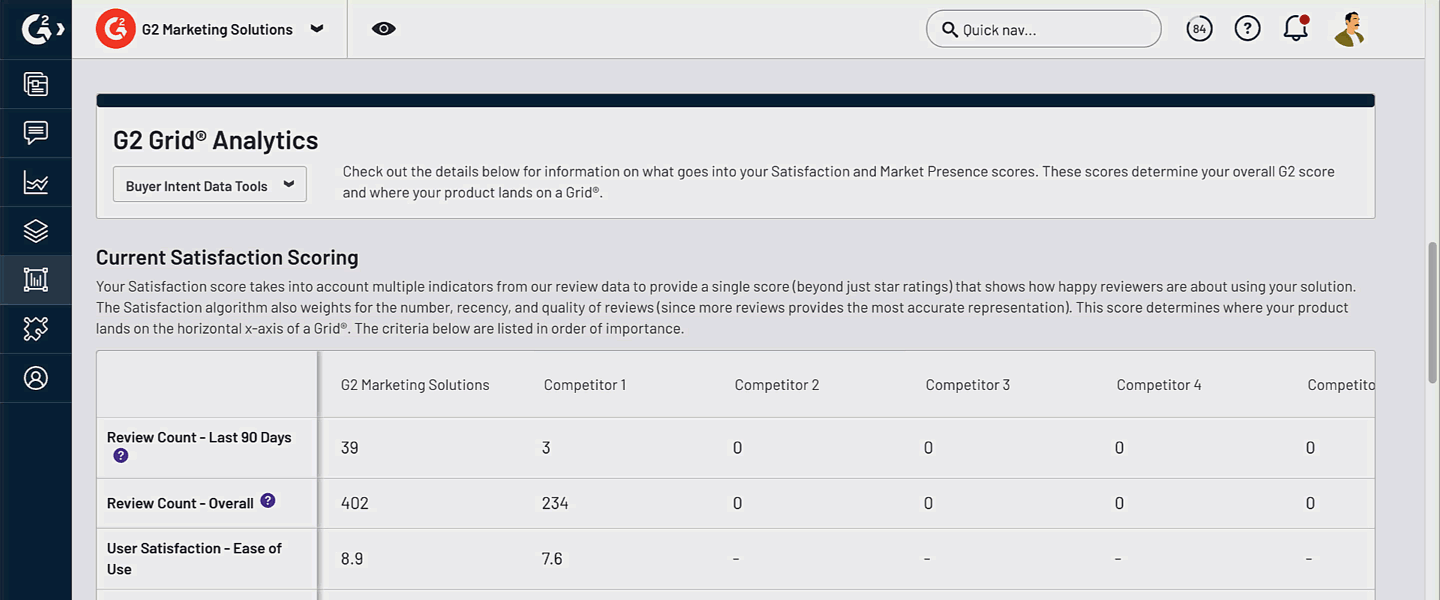 G2 Marketing Solutions
Quick nav...
84
?
G2 Grid® Analytics
Buyer Intent Data Tools
Check out the details below for information on what goes into your Satisfaction and Market Presence scores. These scores determine your overall G2 score
and where your product lands on a Grid®.
Current Satisfaction Scoring
Your Satisfaction score takes into account multiple indicators from our review data to provide a single score (beyond just star ratings) that shows how happy reviewers are about using your solution.
The Satisfaction algorithm also weights for the number, recency, and quality of reviews (since more reviews provides the most accurate representation). This score determines where your product
lands on the horizontal x-axis of a Grid®. The criteria below are listed in order of importance.
G2 Marketing Solutions Competitor 1 Competitor 2 Competitor 3 Competitor 4 Competito
Review Count - Last 90 Days
? 39 3 0 0 0 0
Review Count - Overall ? 402 234 0 0 0 0
User Satisfaction - Ease of
Use 8.9 7.6 - - - -